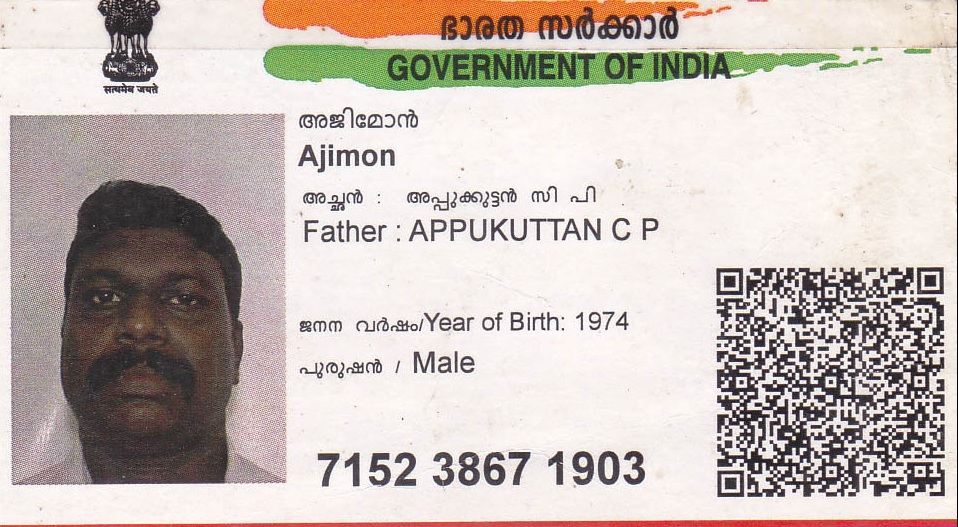 ഭാരത സർക്കാർ
GOVERNMENT OF INDIA
सत्यमेव जयते
അജിമോൻ
Ajimon
അച്ഛൻ : അപ്പുക്കുട്ടൻ സി പി
Father : APPUKUTTAN C P
ജനന വർഷം/Year of Birth: 1974
പുരുഷൻ / Male
7152 3867 1903